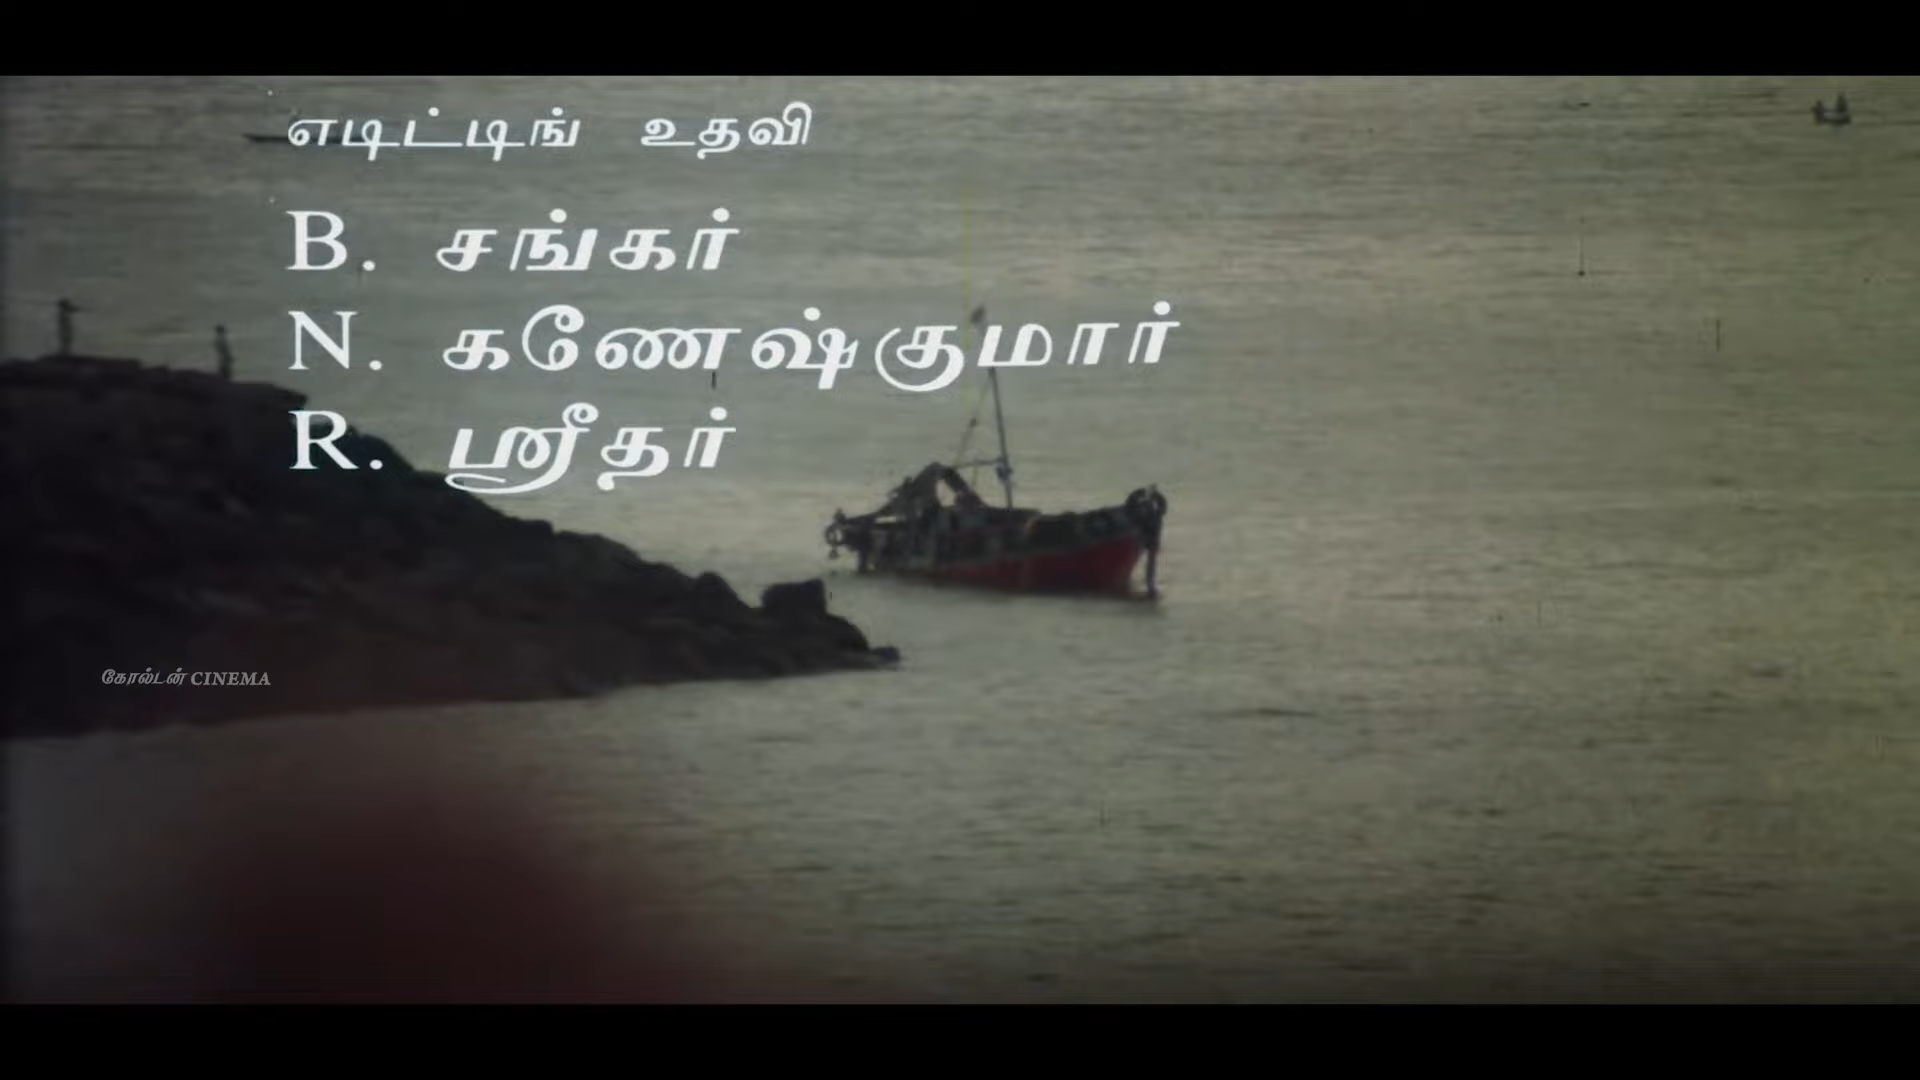 எடிட்டிங் உதவி
B. சங்கர்
N. கணேஷ்குமார்
R. ஸ்ரீதர்
கோல்டன் CINEMA